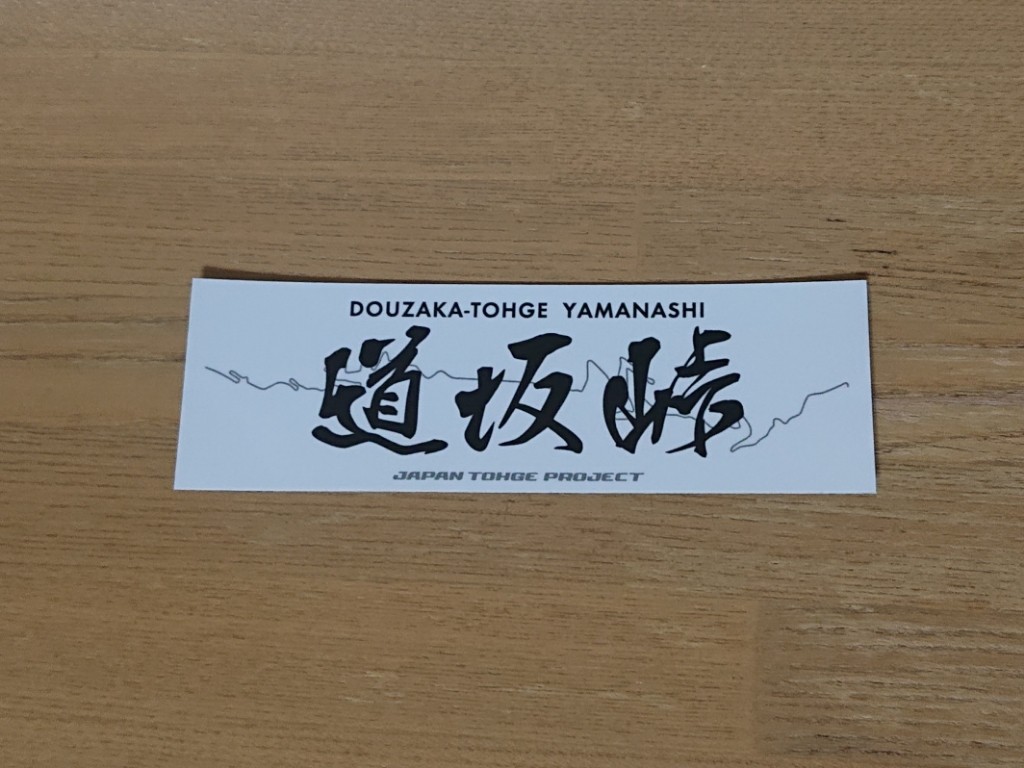 DOUZAKA-TOHGE YAMANASHI
道坂峠
JAPAN TOHGE PROJECT